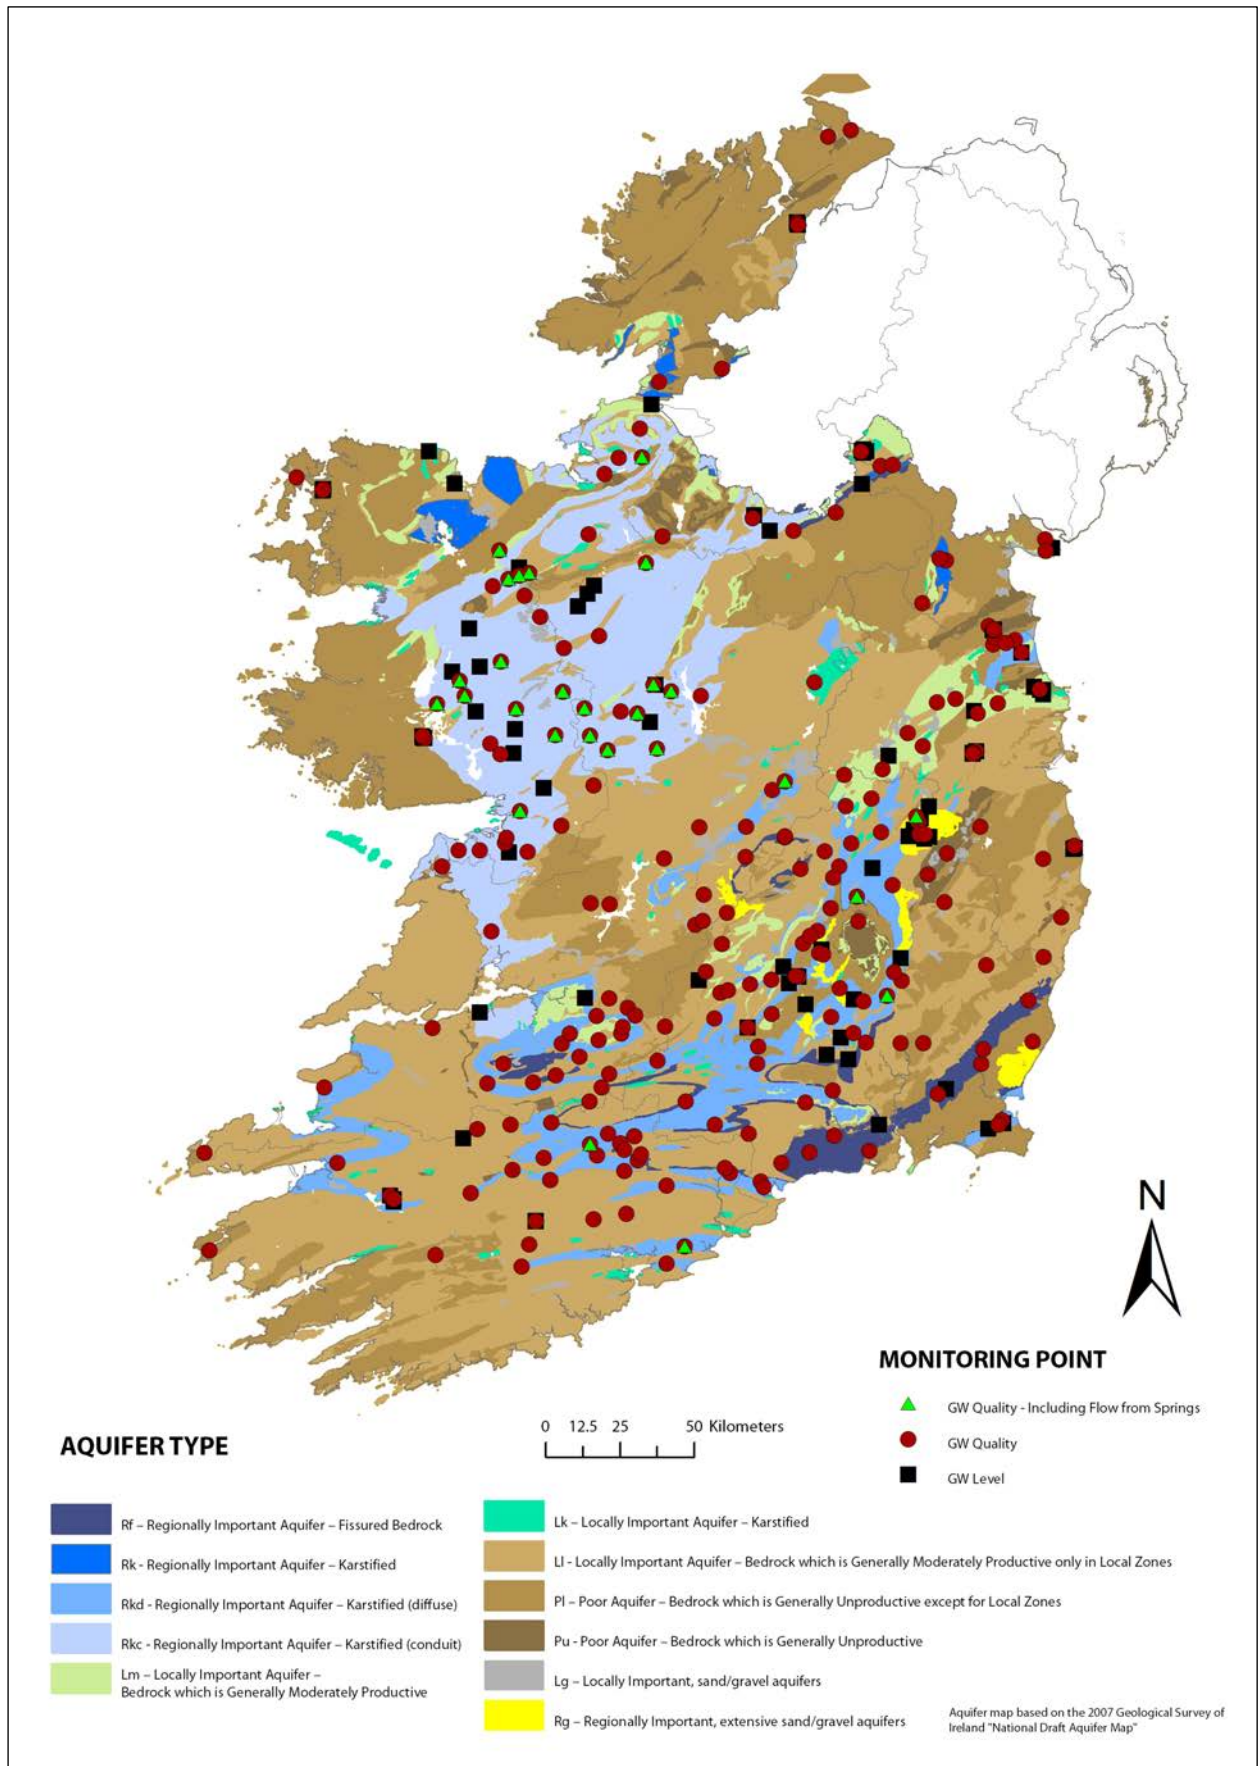 N
MONITORING POINT
GW Quality - Including Flow from Springs
GW Quality
GW Level
0 12.5 25 50 Kilometers
AQUIFER TYPE
Rf – Regionally Important Aquifer – Fissured Bedrock
Rk - Regionally Important Aquifer – Karstified
Rkd - Regionally Important Aquifer – Karstified (diffuse)
Rkc - Regionally Important Aquifer – Karstified (conduit)
Lm – Locally Important Aquifer –
Bedrock which is Generally Moderately Productive
Lk – Locally Important Aquifer – Karstified
Ll - Locally Important Aquifer – Bedrock which is Generally Moderately Productive only in Local Zones
Pl – Poor Aquifer – Bedrock which is Generally Unproductive except for Local Zones
Pu - Poor Aquifer – Bedrock which is Generally Unproductive
Lg – Locally Important, sand/gravel aquifers
Rg – Regionally Important, extensive sand/gravel aquifers
Aquifer map based on the 2007 Geological Survey of
Ireland "National Draft Aquifer Map"